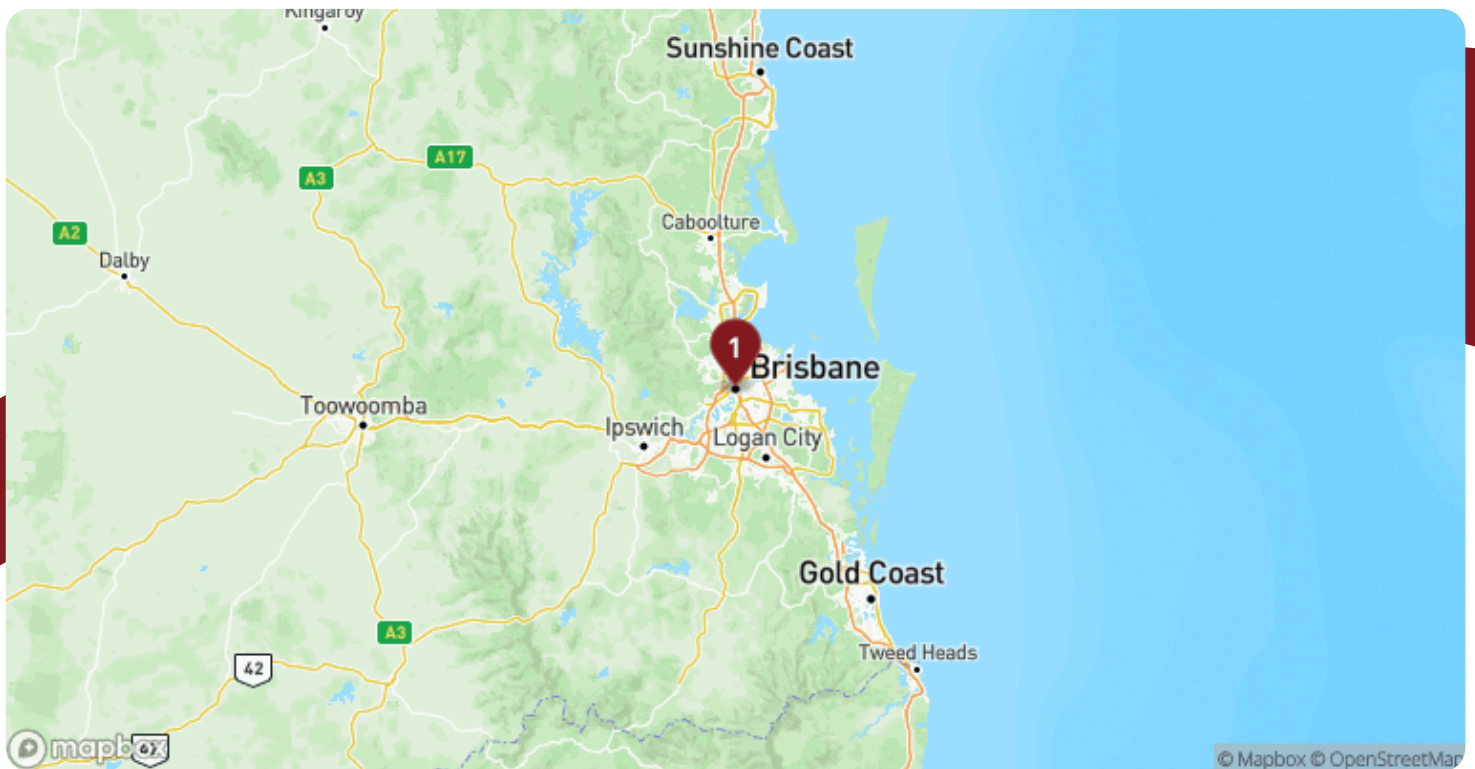 Kingaroy
Sunshine Coast
A17
A3
Caboolture
A2
Dalby
1
Brisbane
Toowoomba
Ipswich
Logan City
Gold Coast
A3
Tweed Heads
42
mapbox
© Mapbox © OpenStreetMap